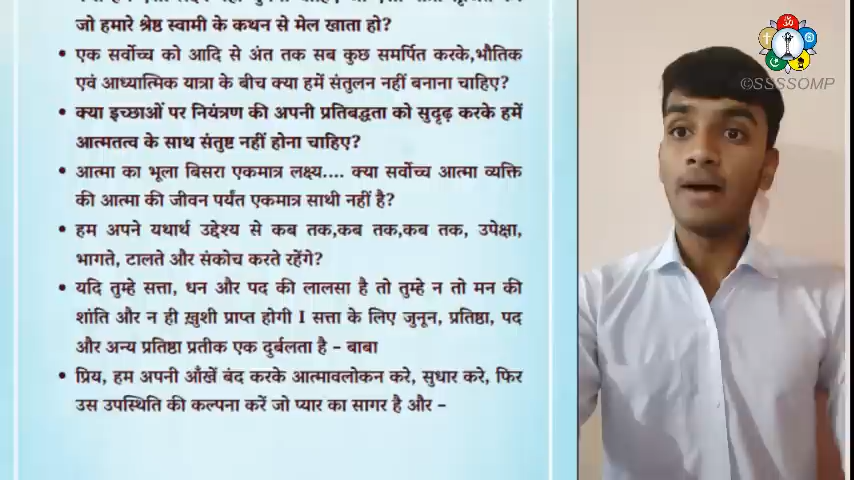 जो हमारे श्रेष्ठ स्वामी के कथन से मेल खाता हो?
• एक सर्वोच्च को आदि से अंत तक सब कुछ समर्पित करके,भौतिक
एवं आध्यात्मिक यात्रा के बीच क्या हमें संतुलन नहीं बनाना चाहिए?
• क्या इच्छाओं पर नियंत्रण की अपनी प्रतिबद्धता को सुदृढ़ करके हमें
आत्मतत्व के साथ संतुष्ट नहीं होना चाहिए?
• आत्मा का भूला बिसरा एकमात्र लक्ष्य.... क्या सर्वोच्च आत्मा व्यक्ति
की आत्मा की जीवन पर्यंत एकमात्र साथी नहीं है?
• हम अपने यथार्थ उद्देश्य से कब तक,कब तक,कब तक, उपेक्षा,
भागते, टालते और संकोच करते रहेंगे?
• यदि तुम्हे सत्ता, धन और पद की लालसा है तो तुम्हे न तो मन की
शांति और न ही ख़ुशी प्राप्त होगी I सत्ता के लिए जुनून, प्रतिष्ठा, पद
और अन्य प्रतिष्ठा प्रतीक एक दुर्बलता है – बाबा
• प्रिय, हम अपनी आँखें बंद करके आत्मावलोकन करे, सुधार करे, फिर
उस उपस्थिति की कल्पना करें जो प्यार का सागर है और –
©SSSSOMP